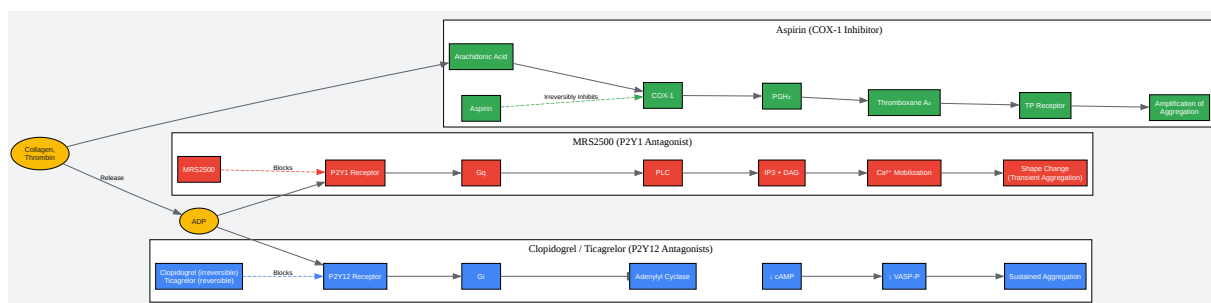 Aspirin (COX-1 Inhibitor)
Arachidonic Acid
Aspirin
Irreversibly Inhibits
COX-1
PGH₂
Thromboxane A₂
TP Receptor
Amplification of
Aggregation
Collagen,
Thrombin
Release
ADP
MRS2500 (P2Y1 Antagonist)
MRS2500
Blocks
P2Y1 Receptor
Gq
PLC
IP3 + DAG
Ca²⁺ Mobilization
Shape Change
(Transient Aggregation)
Clopidogrel / Ticagrelor (P2Y12 Antagonists)
Clopidogrel (irreversible)
Ticagrelor (reversible)
Blocks
P2Y12 Receptor
Gi
Adenylyl Cyclase
↓ cAMP
↓ VASP-P
Sustained Aggregation